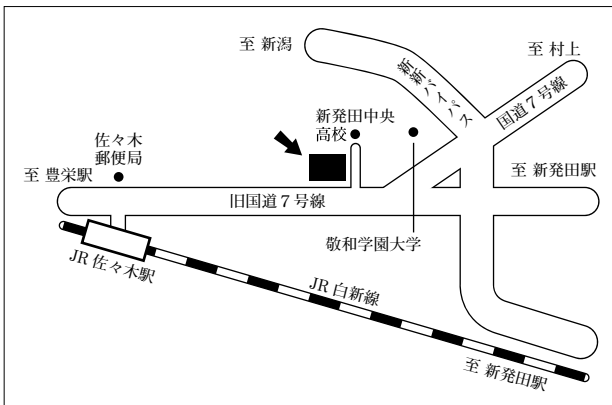 至 新潟
至 村上
新新バイパス
国道７号線
新発田中央
高校
佐々木
郵便局
至 豊栄駅
至 新発田駅
旧国道７号線
敬和学園大学
JR 佐々木駅
JR 白新線
至 新発田駅